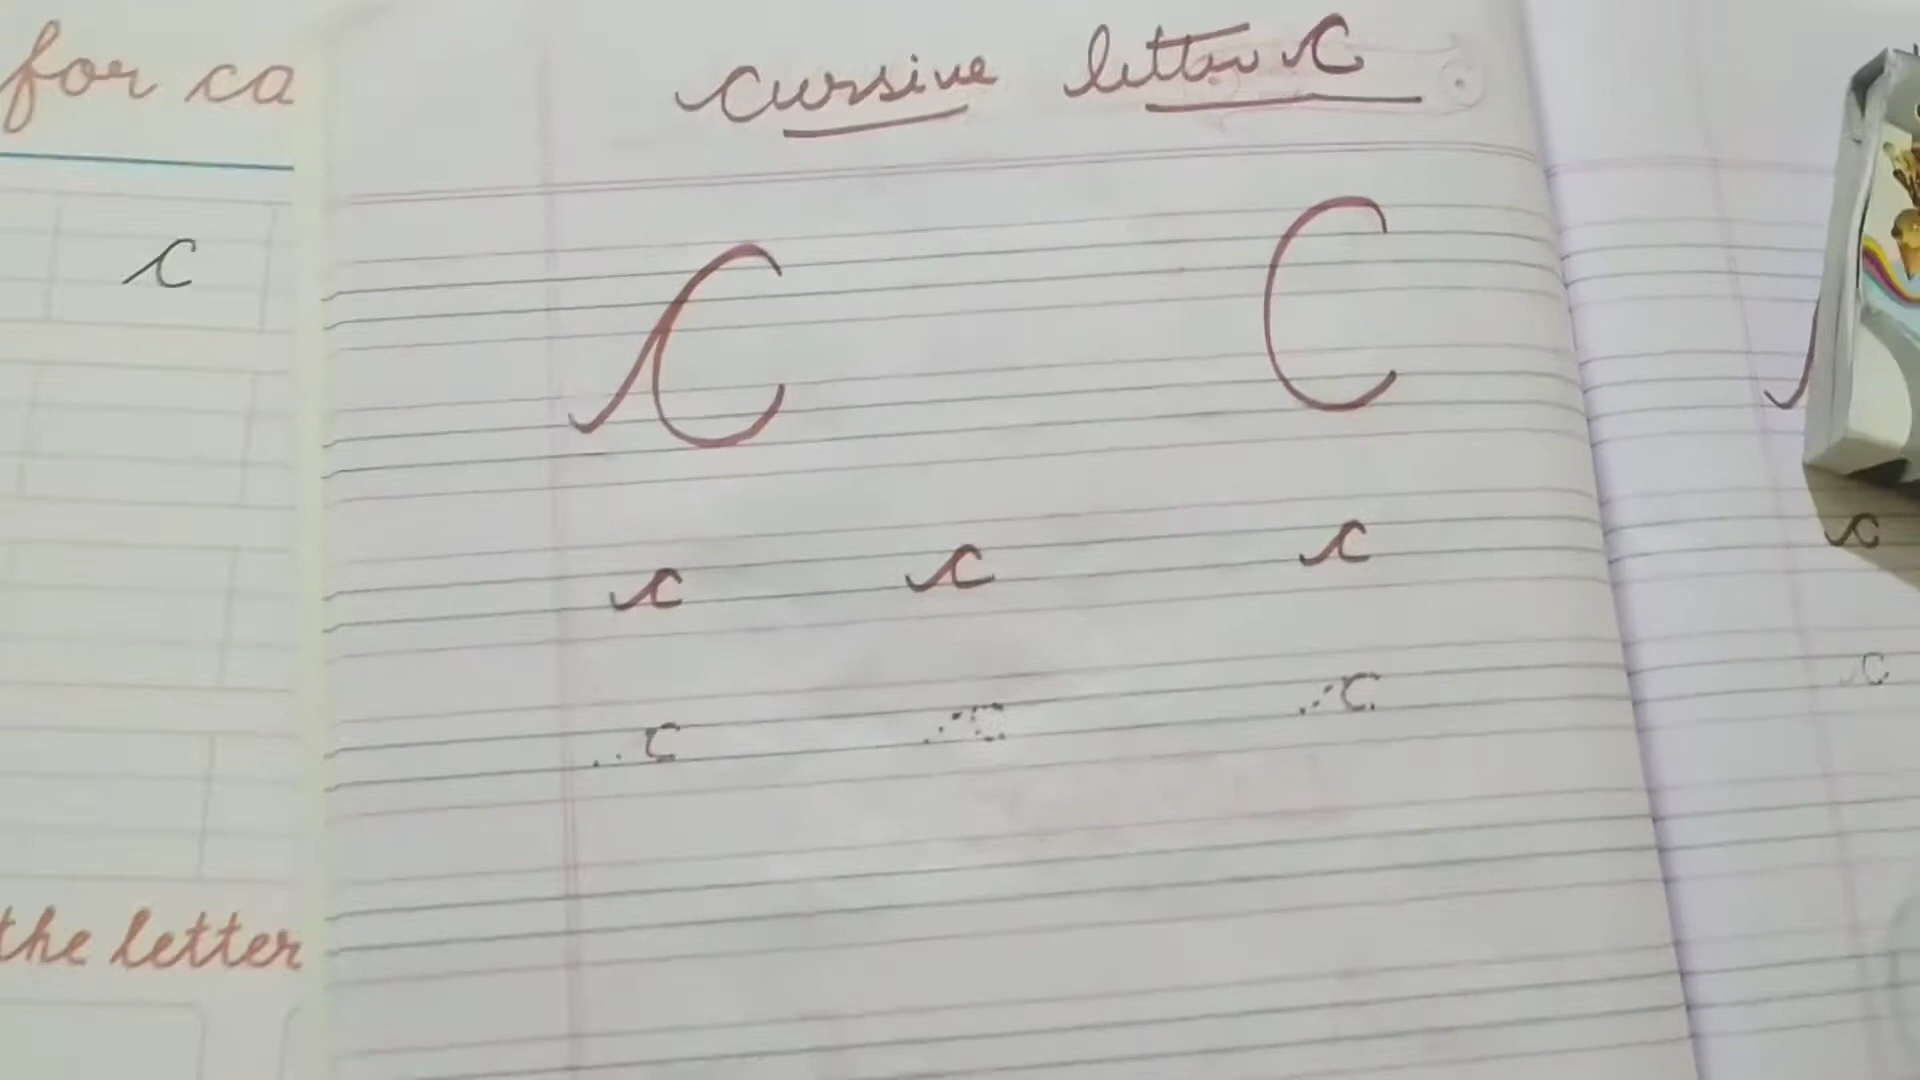 for ca
c
the letter
cursive letter c
C C
c c c
c c c
c
c